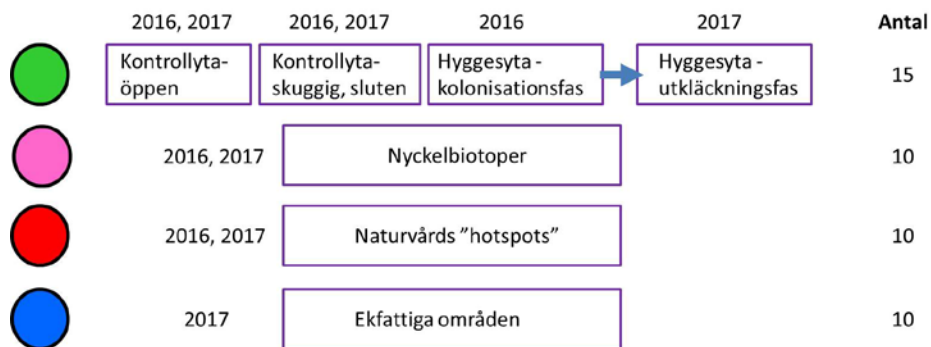 2016, 2017 2016, 2017 2016 2017 Antal
Kontrollyta- Kontrollyta- Hyggesyta - Hyggesyta -
öppen skuggig, sluten kolonisationsfas utkläckningsfas 15
2016, 2017 Nyckelbiotoper 10
2016, 2017 Naturvårds ”hotspots” 10
2017 Ekfattiga områden 10